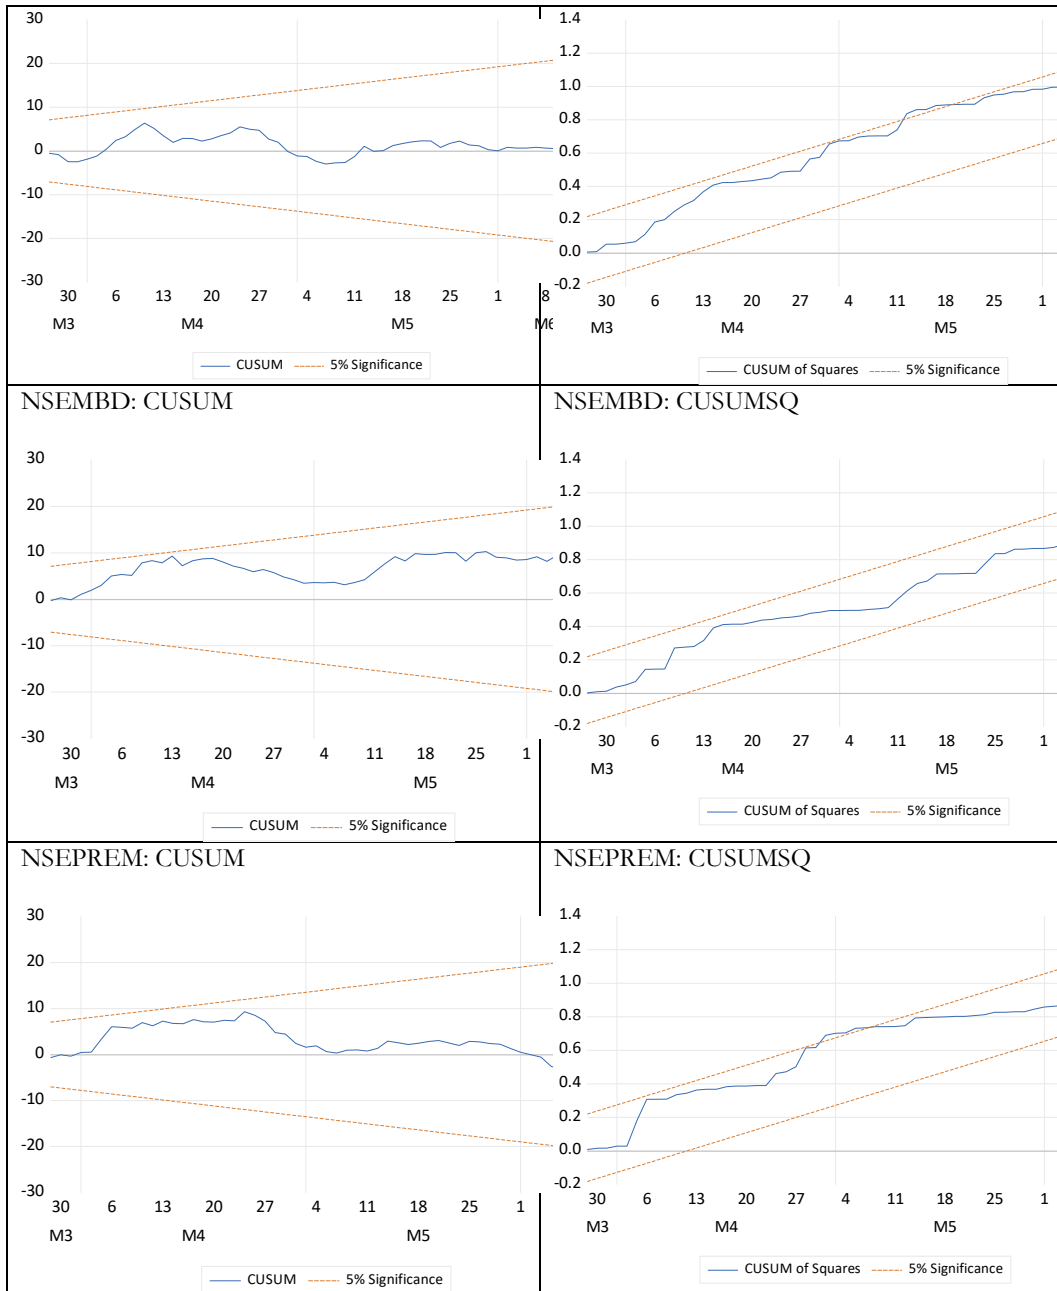 30
20
10
0
-10
-20
-30
30 6 13 20 27 4 11 18 25 1 8
M3 M4 M5 M6
CUSUM 5% Significance
1.4
1.2
1.0
0.8
0.6
0.4
0.2
0.0
-0.2
30 6 13 20 27 4 11 18 25 1
M3 M4 M5
CUSUM of Squares 5% Significance
NSEMBD: CUSUM
30
20
10
0
-10
-20
-30
30 6 13 20 27 4 11 18 25 1
M3 M4 M5
CUSUM 5% Significance
NSEMBD: CUSUMSQ
1.4
1.2
1.0
0.8
0.6
0.4
0.2
0.0
-0.2
30 6 13 20 27 4 11 18 25 1
M3 M4 M5
CUSUM of Squares 5% Significance
NSEPREM: CUSUM
30
20
10
0
-10
-20
-30
30 6 13 20 27 4 11 18 25 1
M3 M4 M5
CUSUM 5% Significance
NSEPREM: CUSUMSQ
1.4
1.2
1.0
0.8
0.6
0.4
0.2
0.0
-0.2
30 6 13 20 27 4 11 18 25 1
M3 M4 M5
CUSUM of Squares 5% Significance